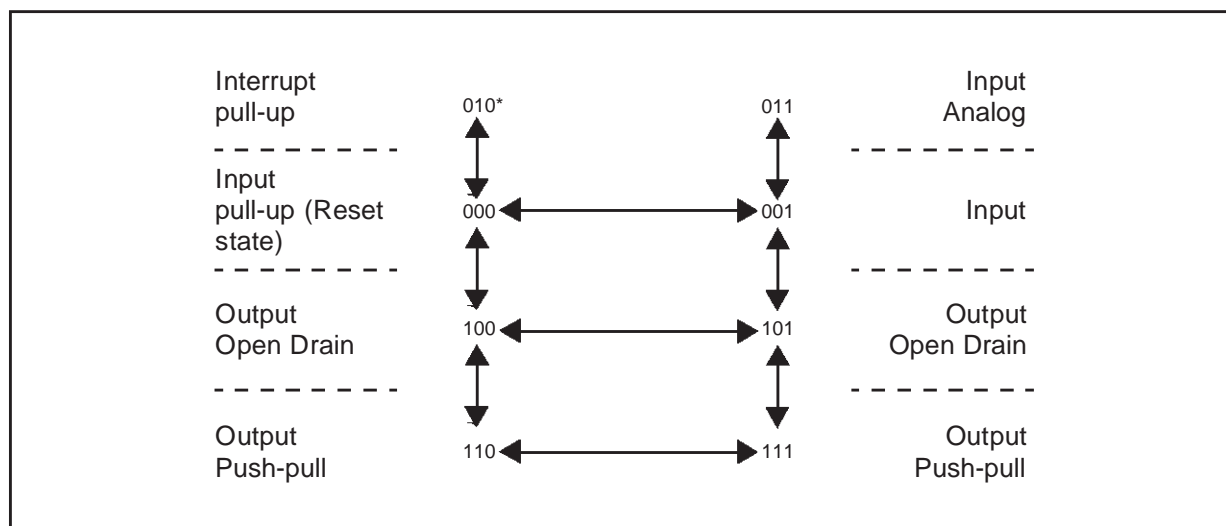 Interrupt
pull-up
010*
011
Input
Analog
Input
pull-up (Reset
state)
000
001
Input
Output
Open Drain
100
101
Output
Open Drain
Output
Push-pull
110
111
Output
Push-pull